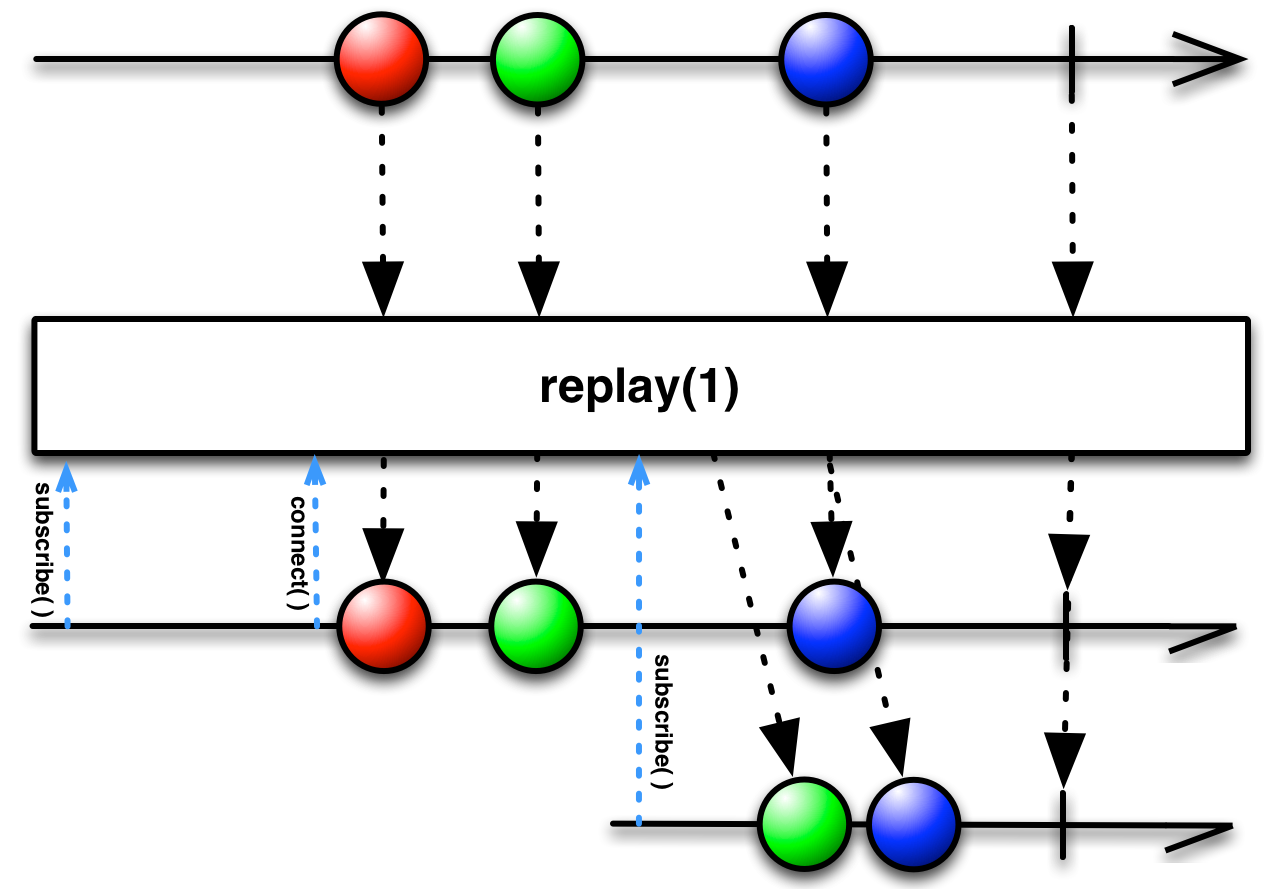 replay(1)
subscribe( )
connect( )
subscribe( )